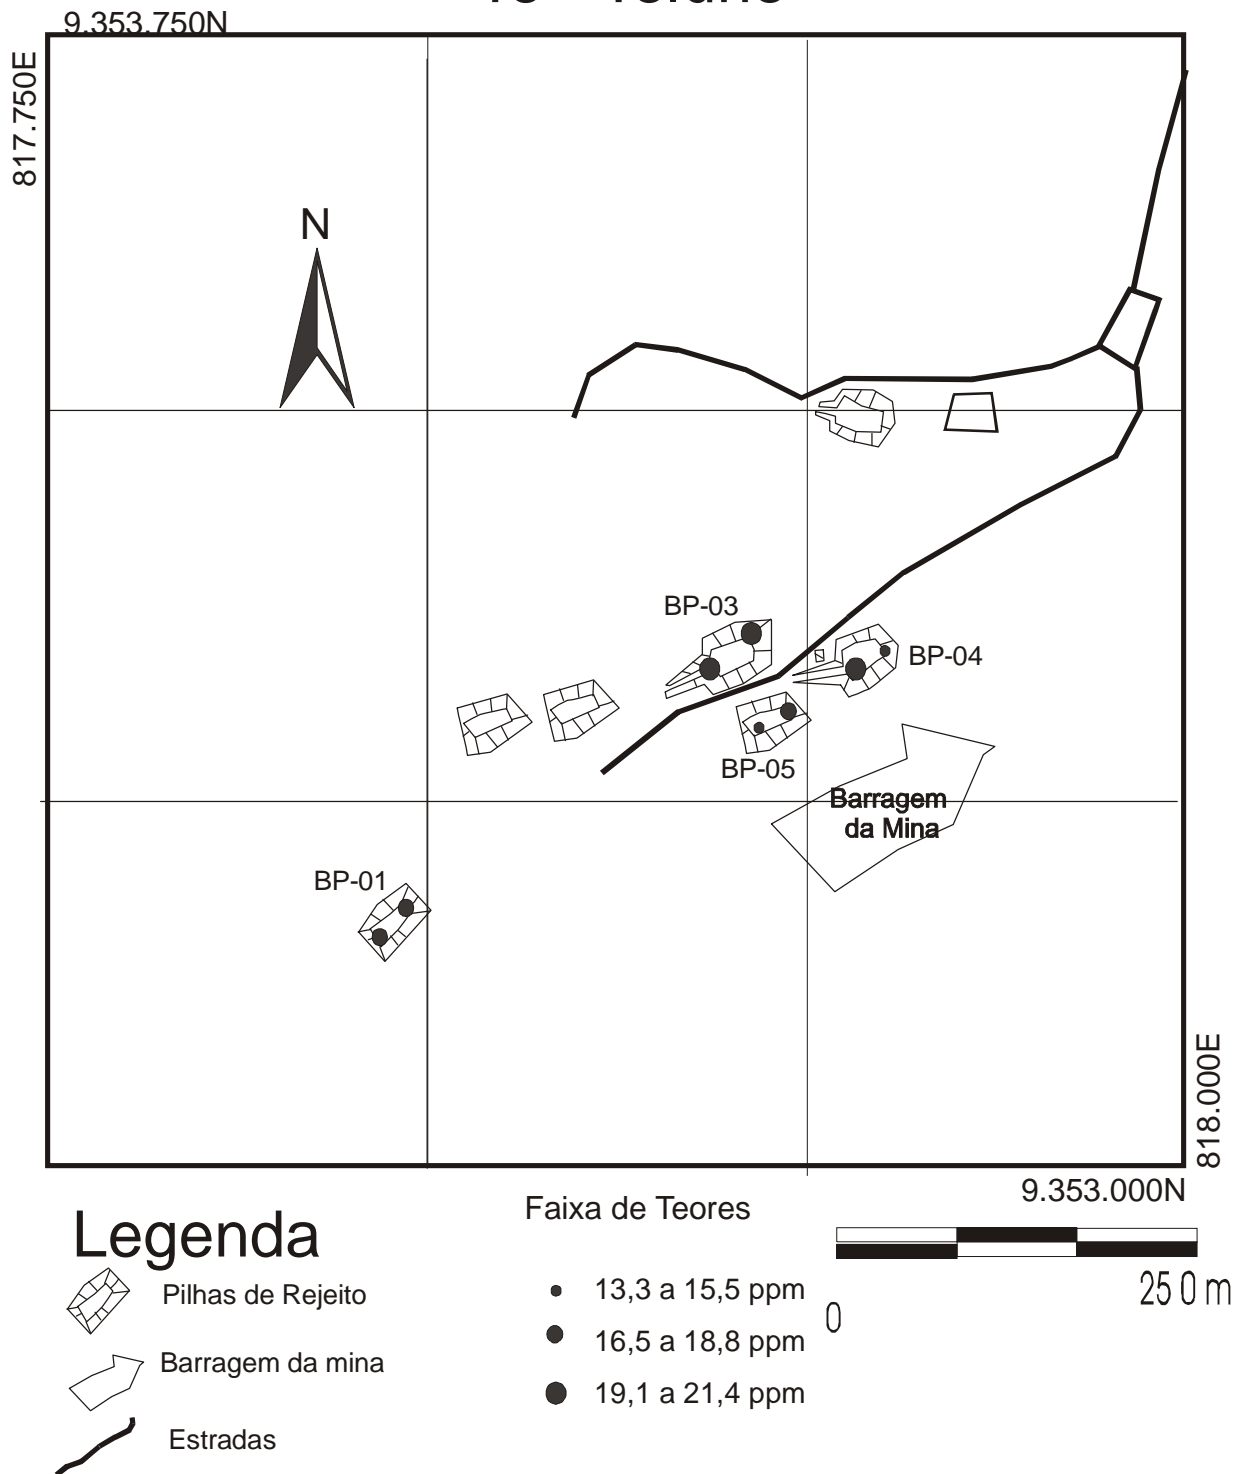 9.353.750N
817.750E
N
BP-03
BP-04
BP-05
Barragem
da Mina
BP-01
818.000E
9.353.000N
Legenda
Pilhas de Rejeito
Barragem da mina
Estradas
Faixa de Teores
13,3 a 15,5 ppm
16,5 a 18,8 ppm
19,1 a 21,4 ppm
0
250m